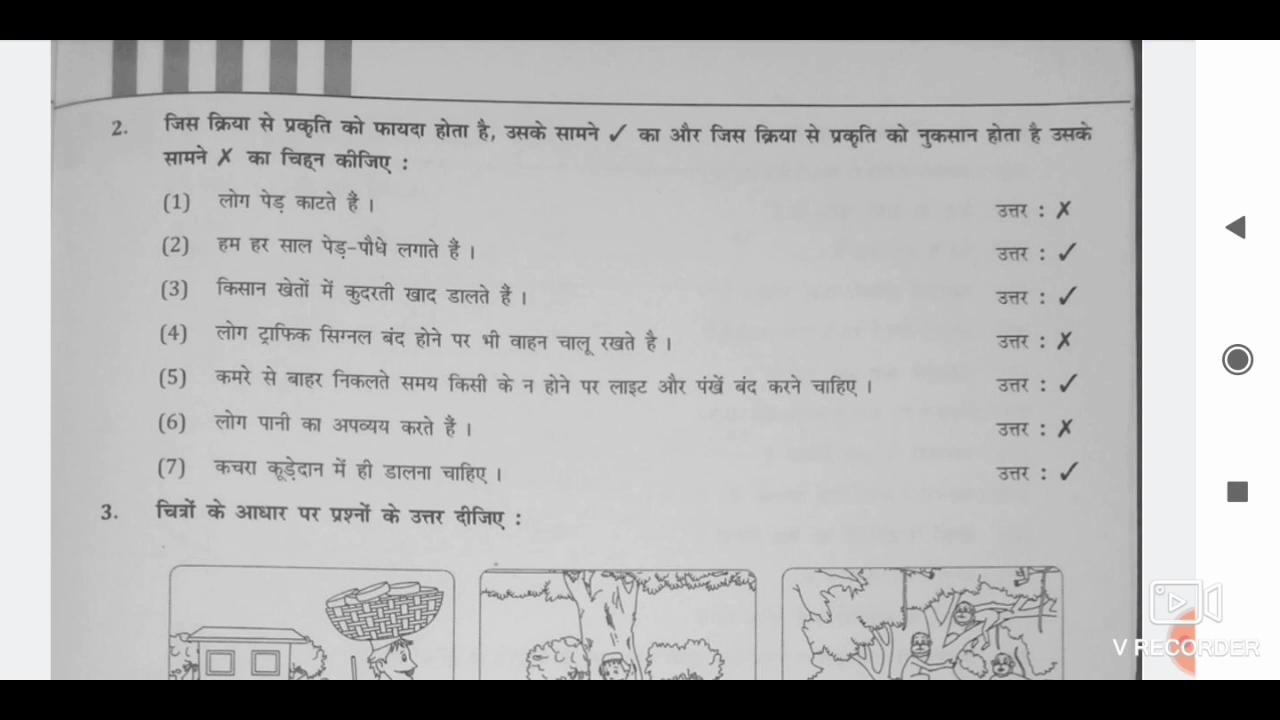 2. जिस क्रिया से प्रकृति को फायदा होता है, उसके सामने ✓ का और जिस क्रिया से प्रकृति को नुकसान होता है उसके
सामने ✗ का चिह्न कीजिए :
(1) लोग पेड़ काटते हैं । उत्तर : ✗
(2) हम हर साल पेड़-पौधे लगाते हैं । उत्तर : ✓
(3) किसान खेतों में कुदरती खाद डालते हैं । उत्तर : ✓
(4) लोग ट्राफिक सिग्नल बंद होने पर भी वाहन चालू रखते है । उत्तर : ✗
(5) कमरे से बाहर निकलते समय किसी के न होने पर लाइट और पंखें बंद करने चाहिए । उत्तर : ✓
(6) लोग पानी का अपव्यय करते हैं । उत्तर : ✗
(7) कचरा कूड़ेदान में ही डालना चाहिए । उत्तर : ✓
3. चित्रों के आधार पर प्रश्नों के उत्तर दीजिए :
V RECORDER